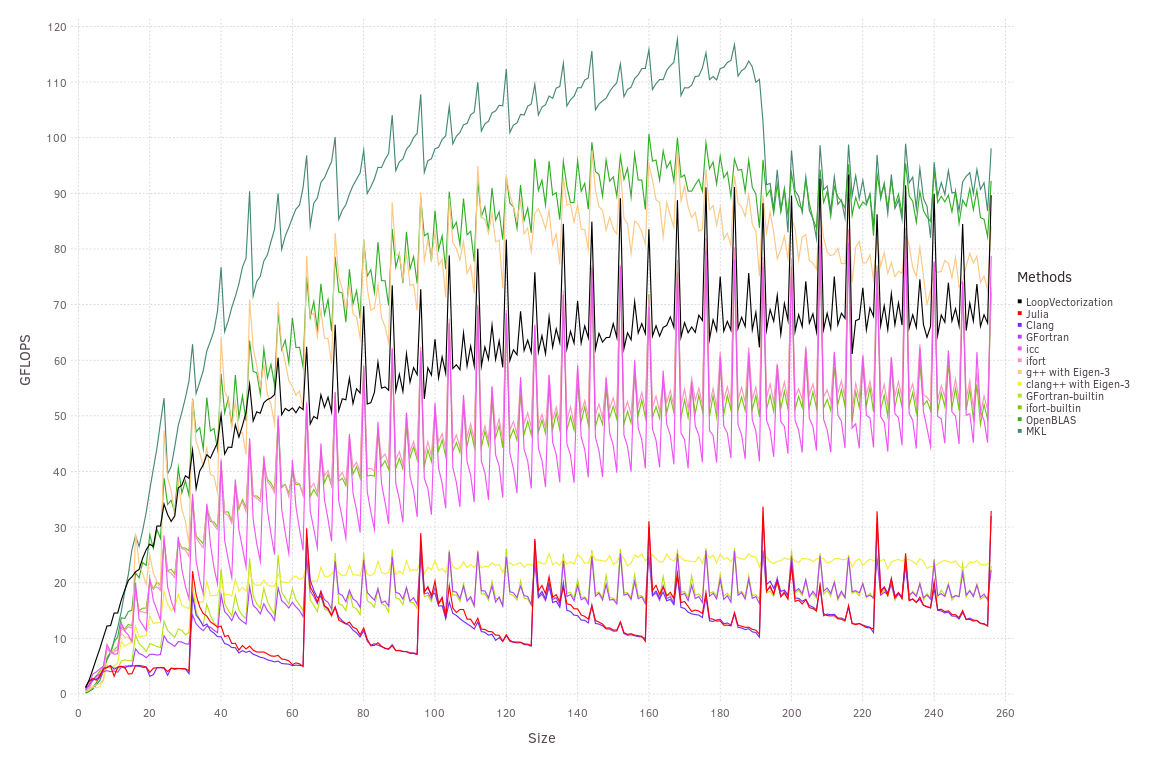 120
110
100
90
80
70
60
50
40
30
20
10
0
GFLOPS
0 20 40 60 80 100 120 140 160 180 200 220 240 260
Size
Methods
LoopVectorization
Julia
Clang
GFortran
icc
ifort
g++ with Eigen-3
clang++ with Eigen-3
GFortran-builtin
ifort-builtin
OpenBLAS
MKL